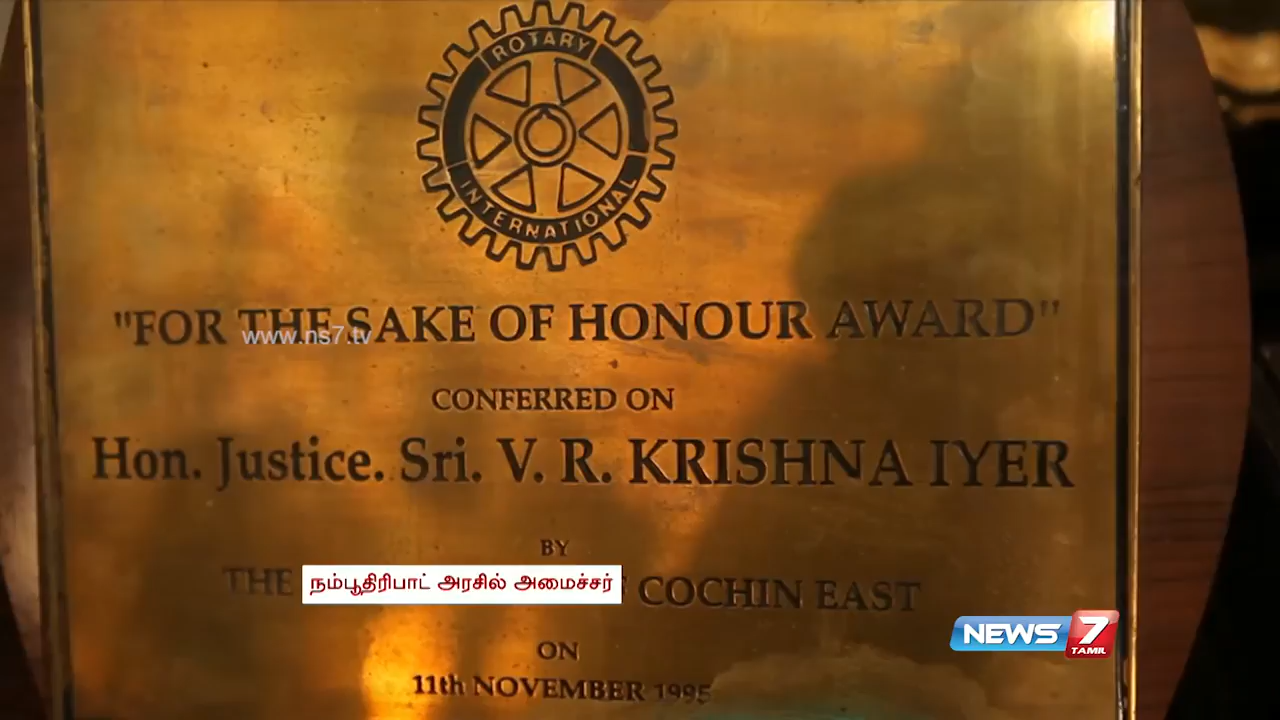 ROTARY
INTERNATIONAL
"FOR THE SAKE OF HONOUR AWARD"
www.ns7.tv
CONFERRED ON
Hon. Justice. Sri. V. R. KRISHNA IYER
BY
THE COCHIN EAST
நம்பூதிரிபாட் அரசில் அமைச்சர்
NEWS 7
TAMIL
ON
11th NOVEMBER 1995